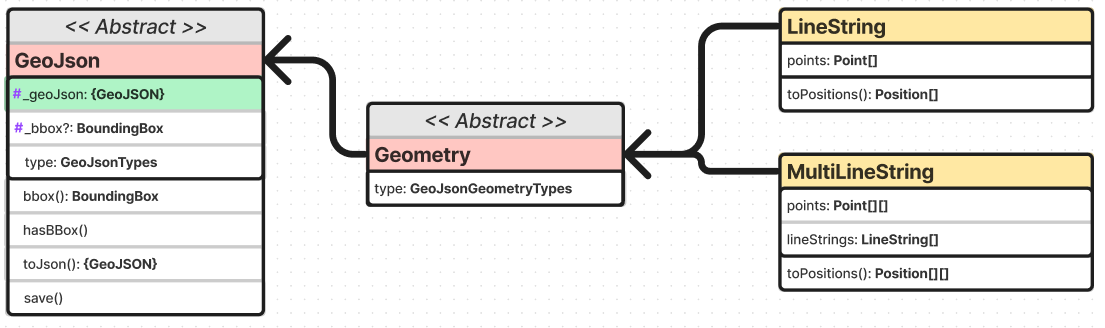 << Abstract >>
GeoJson
#_geoJson: {GeoJSON}
#_bbox?: BoundingBox
type: GeoJsonTypes
bbox(): BoundingBox
hasBBox()
toJson(): {GeoJSON}
save()
<< Abstract >>
Geometry
type: GeoJsonGeometryTypes
LineString
points: Point[]
toPositions(): Position[]
MultiLineString
points: Point[][]
lineStrings: LineString[]
toPositions(): Position[][]